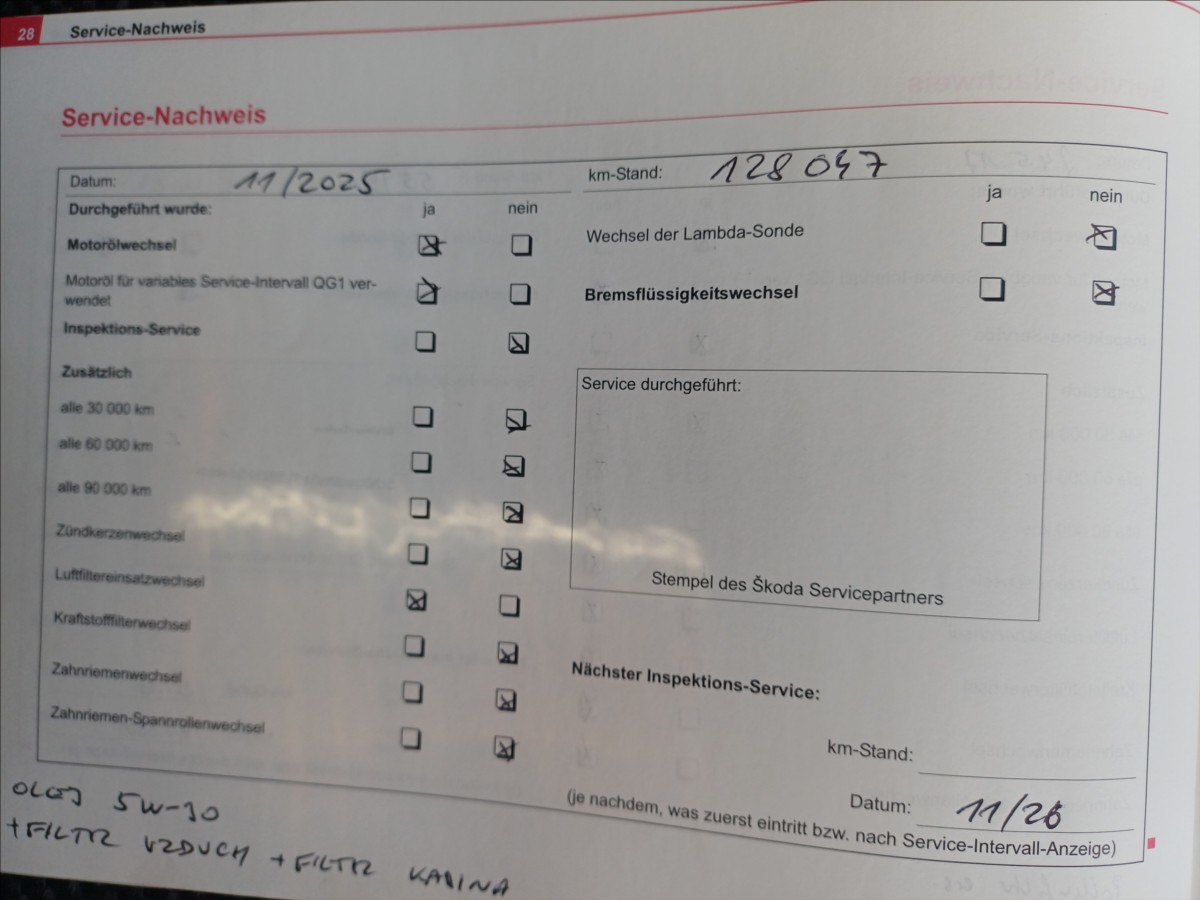 28 Service-Nachweis
Service-Nachweis
Datum: 11/2025 km-Stand: 128 047
Durchgeführt wurde: ja nein
ja nein
Motorölwechsel
Wechsel der Lambda-Sonde
Motoröl für variables Service-Intervall QG1 ver-
wendet
Bremsflüssigkeitswechsel
Inspektions-Service
Zusätzlich
Service durchgeführt:
alle 30 000 km
alle 60 000 km
alle 90 000 km
Zündkerzenwechsel
Luftfiltereinsatzwechsel
Stempel des Škoda Servicepartners
Kraftstofffilterwechsel
Zahnriemenwechsel
Zahnriemen-Spannrollenwechsel
Nächster Inspektions-Service:
km-Stand:
Datum: 11/26
(je nachdem, was zuerst eintritt bzw. nach Service-Intervall-Anzeige)
OLEJ 5W-30
+FILTR VZDUCH + FILTR KABINA